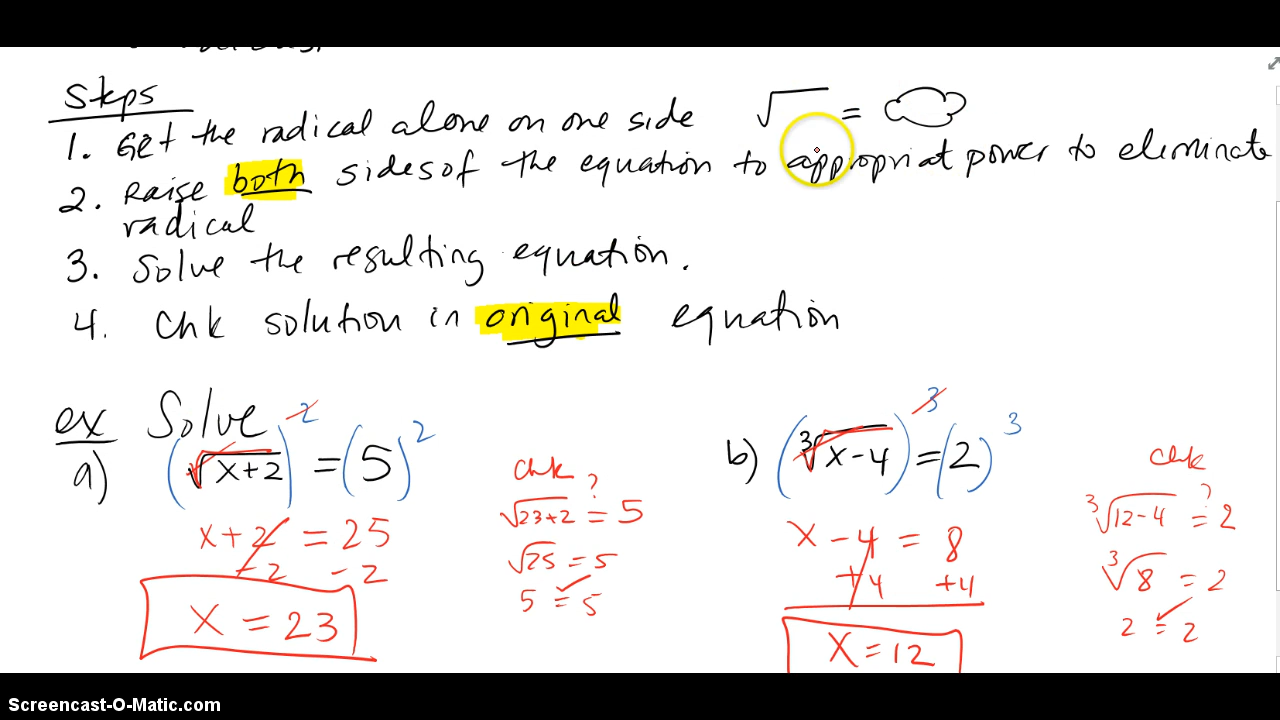 Steps
1. Get the radical alone on one side √ =
2. Raise both sides of the equation to appropriat power to eliminate
radical
3. Solve the resulting equation.
4. Chk solution in original equation
ex Solve
a) (√x+2)² = (5)²
x+2 = 25
-2 -2
x = 23
Chk
√23+2 ?= 5
√25 = 5
5 = 5 ✓
b) (∛x-4)³ = (2)³
x-4 = 8
+4 +4
x = 12
Chk
∛12-4 ?= 2
∛8 = 2
2 = 2 ✓
Screencast-O-Matic.com